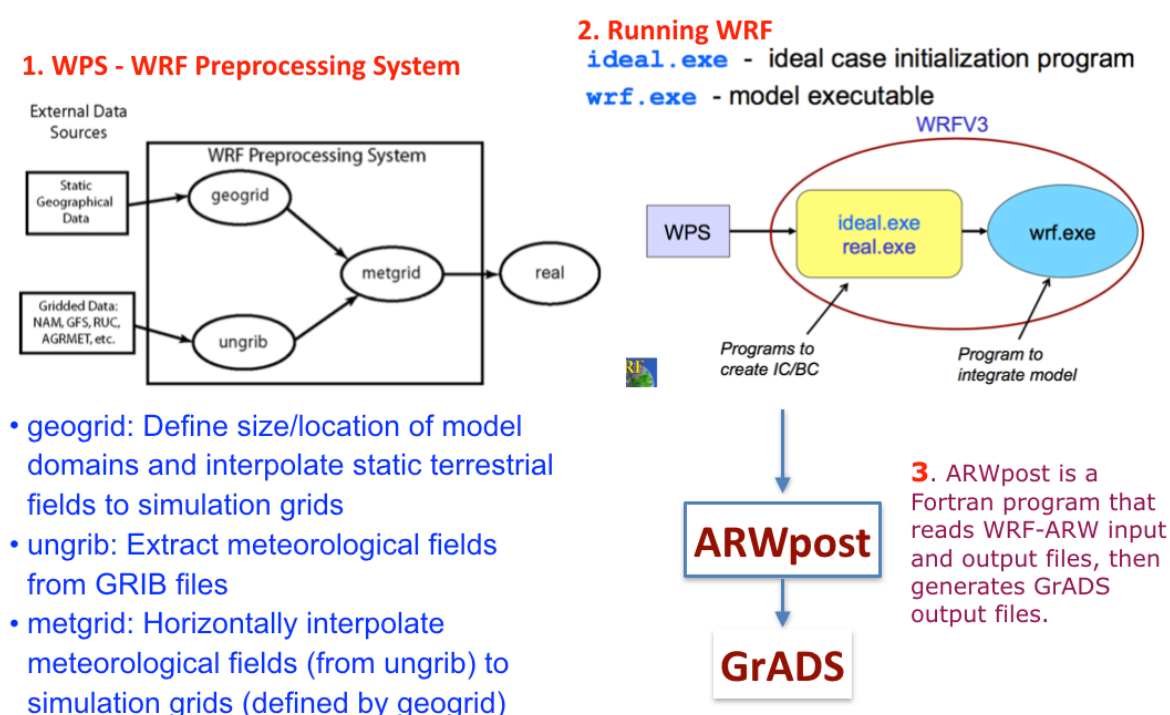 1. WPS - WRF Preprocessing System
External Data
Sources
WRF Preprocessing System
Static
Geographical
Data
geogrid
metgrid
real
Gridded Data:
NAM, GFS, RUC,
AGRMET, etc.
ungrib
• geogrid: Define size/location of model
domains and interpolate static terrestrial
fields to simulation grids
• ungrib: Extract meteorological fields
from GRIB files
• metgrid: Horizontally interpolate
meteorological fields (from ungrib) to
simulation grids (defined by geogrid)
2. Running WRF
ideal.exe - ideal case initialization program
wrf.exe - model executable
WRFV3
WPS
ideal.exe
real.exe
wrf.exe
Programs to
create IC/BC
Program to
integrate model
RF
ARWpost
GrADS
3. ARWpost is a
Fortran program that
reads WRF-ARW input
and output files, then
generates GrADS
output files.